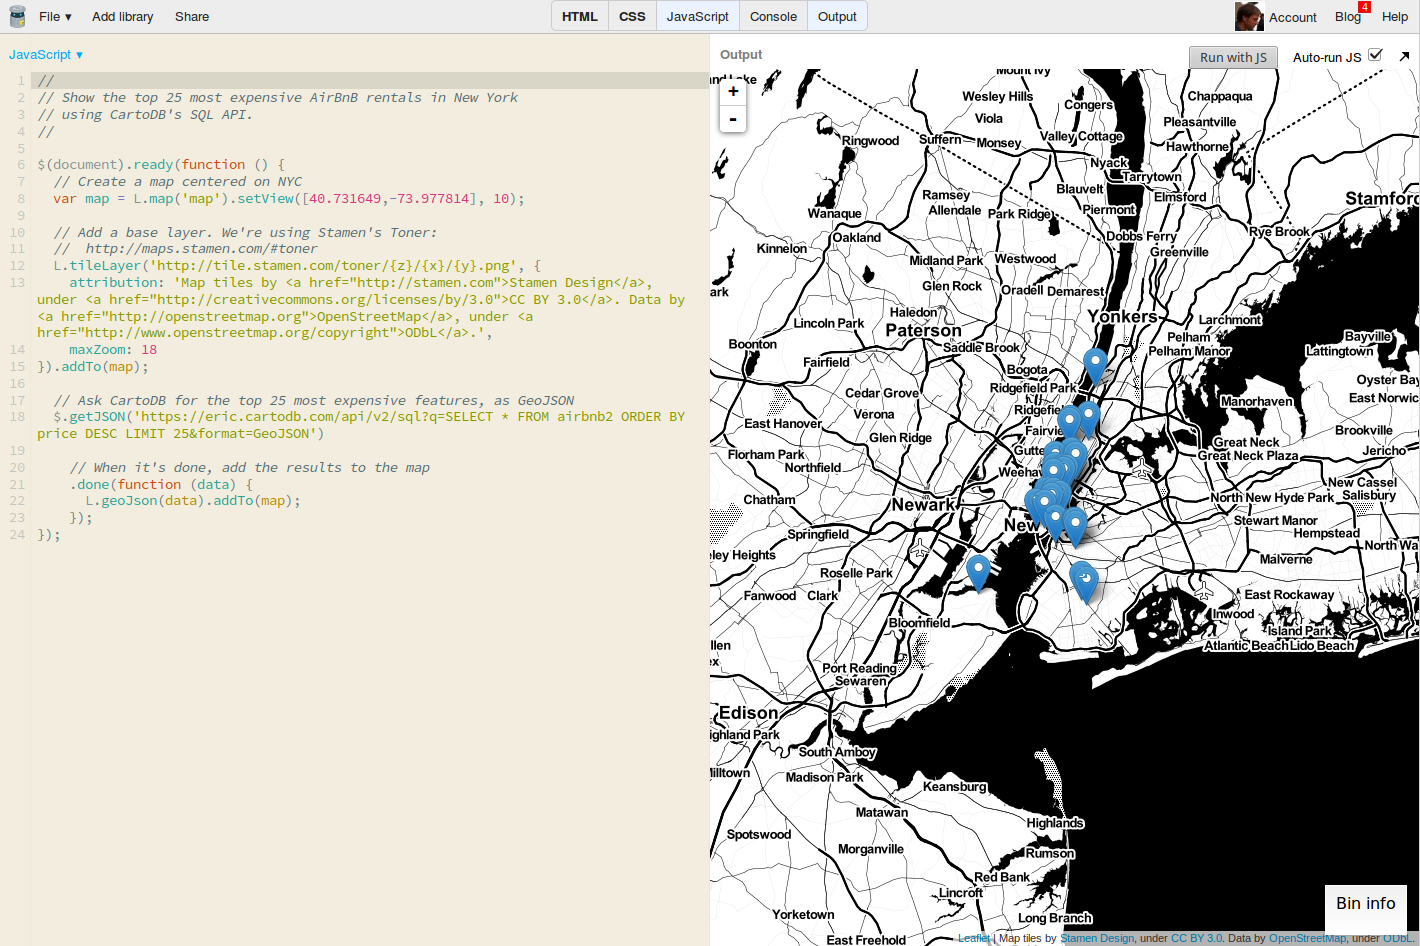 File ▾ Add library Share HTML CSS JavaScript Console Output Account Blog 4 Help
JavaScript ▾
1 //
2 // Show the top 25 most expensive AirBnB rentals in New York
3 // using CartoDB's SQL API.
4 //
5
6 $(document).ready(function () {
7 // Create a map centered on NYC
8 var map = L.map('map').setView([40.731649,-73.977814], 10);
9
10 // Add a base layer. We're using Stamen's Toner:
11 // http://maps.stamen.com/#toner
12 L.tileLayer('http://tile.stamen.com/toner/{z}/{x}/{y}.png', {
13 attribution: 'Map tiles by <a href="http://stamen.com">Stamen Design</a>,
under <a href="http://creativecommons.org/licenses/by/3.0">CC BY 3.0</a>. Data by
<a href="http://openstreetmap.org">OpenStreetMap</a>, under <a
href="http://www.openstreetmap.org/copyright">ODbL</a>.',
14 maxZoom: 18
15 }).addTo(map);
16
17 // Ask CartoDB for the top 25 most expensive features, as GeoJSON
18 $.getJSON('https://eric.cartodb.com/api/v2/sql?q=SELECT * FROM airbnb2 ORDER BY
price DESC LIMIT 25&format=GeoJSON')
19
20 // When it's done, add the results to the map
21 .done(function (data) {
22 L.geoJson(data).addTo(map);
23 });
24 });
Output Run with JS Auto-run JS
+
-
Mount Ivy
Wesley Hills
Congers
Chappaqua
Viola
Pleasantville
Ringwood
Suffern
Monsey
Valley Cottage
Hawthorne
Nyack
Tarrytown
Blauvelt
Ramsey
Elmsford
Stamford
Allendale
Park Ridge
Piermont
Wanaque
Oakland
Dobbs Ferry
Rye Brook
Kinnelon
Midland Park
Westwood
Greenville
Glen Rock
Oradell
Demarest
ark
Haledon
Yonkers
Larchmont
Lincoln Park
Paterson
Pelham
Bayville
Boonton
Saddle Brook
Pelham Manor
Lattingtown
Fairfield
Bogota
Oyster Bay
Ridgefield Park
Cedar Grove
East Norwic
Manorhaven
Verona
Ridgefiel
East Hanover
Fairvie
Brookville
Glen Ridge
Great Neck
Florham Park
Gutte
Great Neck Plaza
Jericho
Northfield
Weehaw
New Cassel
Chatham
North New Hyde Park
Salisbury
Newark
New
Stewart Manor
Springfield
Hempstead
eley Heights
North Wa
Roselle Park
Malverne
Fanwood
Clark
East Rockaway
Inwood
Bloomfield
Island Park
llen
Atlantic Beach
Lido Beach
ex
Port Reading
Sewaren
Edison
ighland Park
South Amboy
Milltown
Madison Park
Keansburg
Matawan
Highlands
Spotswood
Morganville
Rumson
Red Bank
Lincroft
Yorketown
Long Branch
East Freehold
Bin info
Leaflet | Map tiles by Stamen Design, under CC BY 3.0. Data by OpenStreetMap, under ODbL.